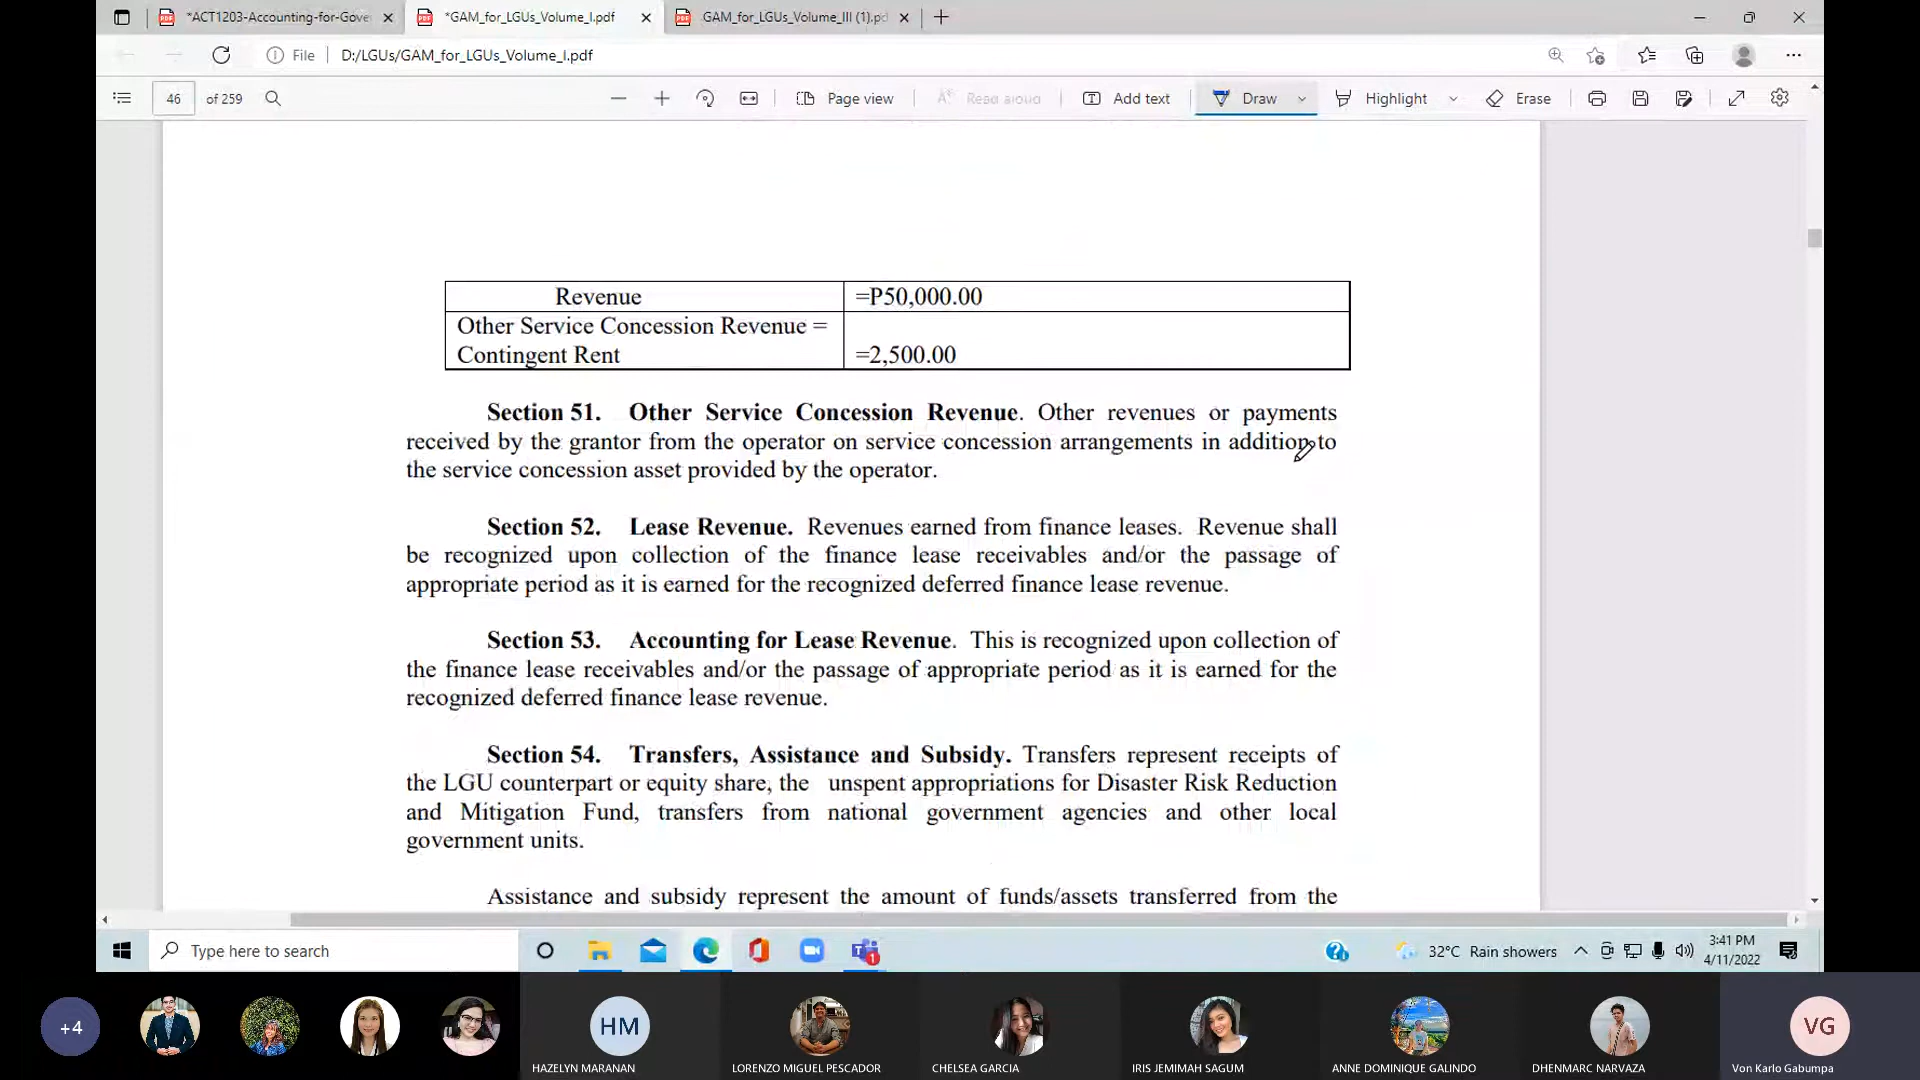 *ACT1203-Accounting-for-Gove
*GAM_for_LGUs_Volume_I.pdf
GAM_for_LGUs_Volume_III (1).pd
File
D:/LGUs/GAM_for_LGUs_Volume_I.pdf
46 of 259
Page view
Read aloud
Add text
Draw
Highlight
Erase
Revenue =P50,000.00
Other Service Concession Revenue =
Contingent Rent =2,500.00
Section 51. Other Service Concession Revenue. Other revenues or payments
received by the grantor from the operator on service concession arrangements in addition to
the service concession asset provided by the operator.
Section 52. Lease Revenue. Revenues earned from finance leases. Revenue shall
be recognized upon collection of the finance lease receivables and/or the passage of
appropriate period as it is earned for the recognized deferred finance lease revenue.
Section 53. Accounting for Lease Revenue. This is recognized upon collection of
the finance lease receivables and/or the passage of appropriate period as it is earned for the
recognized deferred finance lease revenue.
Section 54. Transfers, Assistance and Subsidy. Transfers represent receipts of
the LGU counterpart or equity share, the unspent appropriations for Disaster Risk Reduction
and Mitigation Fund, transfers from national government agencies and other local
government units.
Assistance and subsidy represent the amount of funds/assets transferred from the
Type here to search
1
32°C Rain showers
3:41 PM
4/11/2022
+4
HM
VG
HAZELYN MARANAN
LORENZO MIGUEL PESCADOR
CHELSEA GARCIA
IRIS JEMIMAH SAGUM
ANNE DOMINIQUE GALINDO
DHENMARC NARVAZA
Von Karlo Gabumpa